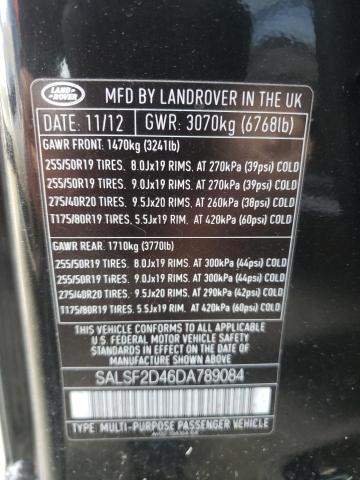 LAND
ROVER
MFD BY LANDROVER IN THE UK
DATE: 11/12 GWR: 3070kg (6768lb)
GAWR FRONT: 1470kg (3241lb)
255/50R19 TIRES, 8.0Jx19 RIMS, AT 270kPA (39psi) COLD
255/50R19 TIRES, 9.0Jx19 RIMS, AT 270kPA (39psi) COLD
275/40R20 TIRES, 9.5Jx20 RIMS, AT 260kPA (38psi) COLD
T175/80R19 TIRES, 5.5Jx19 RIM, AT 420kPA (60psi) COLD
GAWR REAR: 1710kg (3770lb)
255/50R19 TIRES, 8.0Jx19 RIMS, AT 300kPA (44psi) COLD
255/50R19 TIRES, 9.0Jx19 RIMS, AT 300kPA (44psi) COLD
275/40R20 TIRES, 9.5Jx20 RIMS, AT 290kPA (42psi) COLD
T175/80R19 TIRES, 5.5Jx19 RIM, AT 420kPA (60psi) COLD
THIS VEHICLE CONFORMS TO ALL APPLICABLE
U.S. FEDERAL MOTOR VEHICLE SAFETY AND THEFT
PREVENTION STANDARDS IN EFFECT ON THE DATE
OF MANUFACTURE SHOWN ABOVE
SALSF2D46DA789084
TYPE: MULTI-PURPOSE PASSENGER VEHICLE